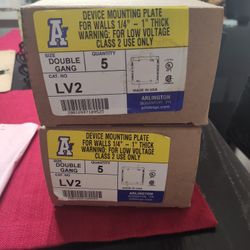 DEVICE MOUNTING PLATE
FOR WALLS 1/4" - 1" THICK
WARNING: FOR LOW VOLTAGE
CLASS 2 USE ONLY
SIZE
DOUBLE
GANG
QUANTITY
5
CAT. NO.
LV2
MADE IN USA
ARLINGTON
SCRANTON, PA
DEVICE MOUNTING PLATE
FOR WALLS 1/4" - 1" THICK
WARNING: FOR LOW VOLTAGE
CLASS 2 USE ONLY
SIZE
DOUBLE
GANG
QUANTITY
5
CAT. NO.
LV2